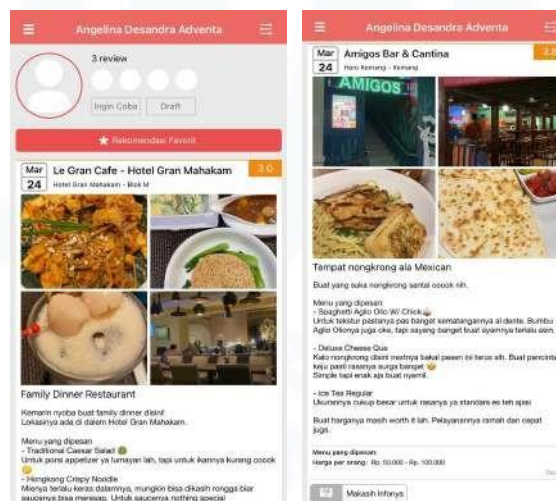 Angelina Desandra Adventa
3 review
Ingin Coba
Draft
Rekomendasi Favorit
Mar
24
Le Gran Cafe - Hotel Gran Mahakam
3.0
Hotel Gran Mahakam - Blok M
Family Dinner Restaurant
Kemarin nyoba buat family dinner disini!
Lokasinya ada di dalem Hotel Gran Mahakam.
Menu yang dipesan
- Traditional Caesar Salad
Untuk porsi appetizer ya lumayan lah, tapi untuk ikannya kurang cocok
- Hongkong Crispy Noodle
Mienya terlalu keras dalamnya, mungkin bisa dikasih rongga biar
saucenya bisa meresap. Untuk saucenya nothing special
Angelina Desandra Adventa
Mar
24
Amigos Bar & Cantina
Hero Kemang - Kemang
AMIGOS
Tempat nongkrong ala Mexican
Buat yang suka nongkrong santai cocok nih.
Menu yang dipesan:
- Spaghetti Aglio Olio W/ Chick
Untuk tekstur pastanya pas banget kematangannya al dente. Bumbu
Aglio Olionya juga oke, tapi sayang banget buat ayamnya terlalu asin.
- Deluxe Cheese Que
Kalo nongkrong disini meatnya bakal pesen ini terus sih. Buat pencinta
keju pasti rasanya surga banget
Simple tapi enak aja buat nyemil.
- Ice Tea Regular
Ukurannya cukup besar untuk rasanya ya standars es teh ajasi
Buat harganya masih worth it lah. Pelayanannya ramah dan cepat
juga.
Menu yang dipesan:
Harga per orang: Rp. 50.000 - Rp. 100.000
Makasih Infonya